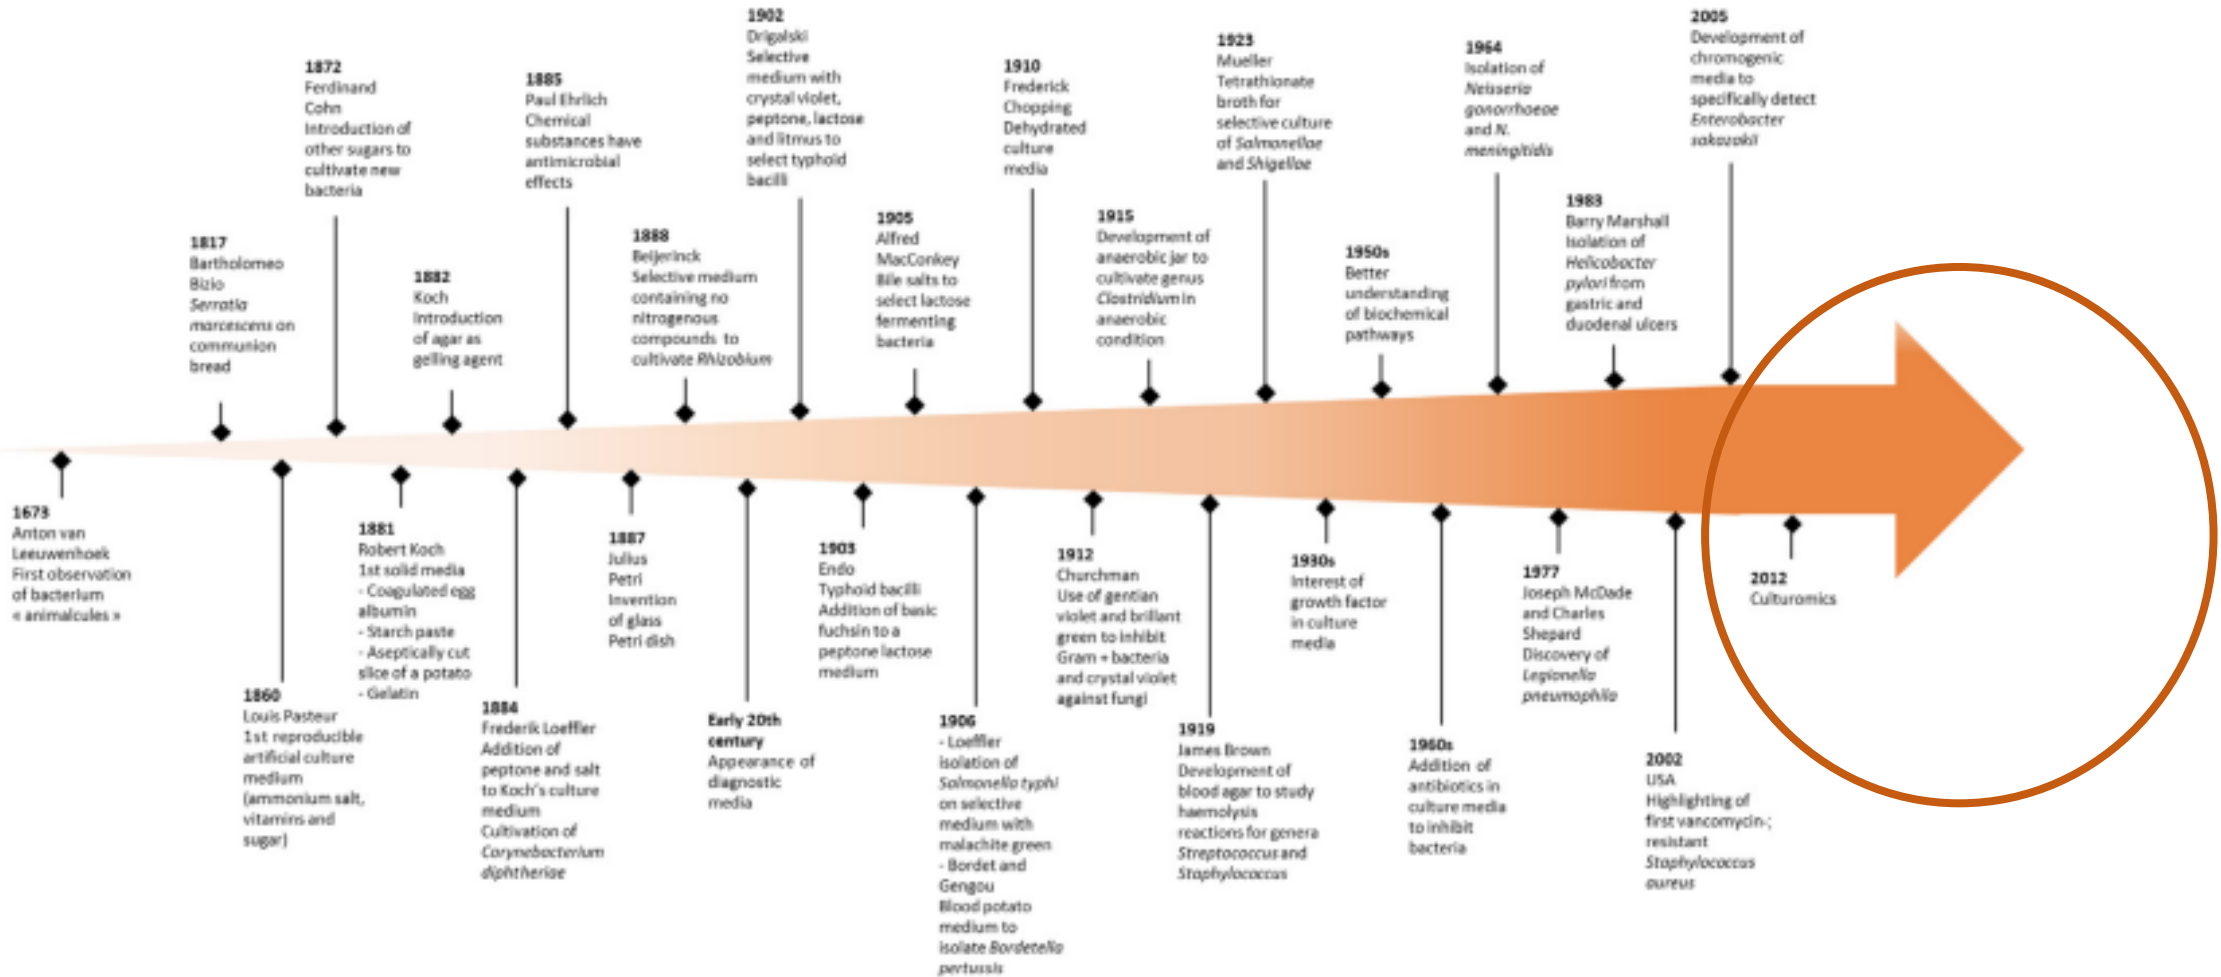 1673
Anton van
Leeuwenhoek
First observation
of bacterium
« animalcules »
1817
Bartholomeo
Bizio
Serratia
marcescens on
communion
bread
1860
Louis Pasteur
1st reproducible
artificial culture
medium
(ammonium salt,
vitamins and
sugar)
1872
Ferdinand
Cohn
Introduction of
other sugars to
cultivate new
bacteria
1881
Robert Koch
1st solid media
- Coagulated egg
albumin
- Starch paste
- Aseptically cut
slice of a potato
- Gelatin
1882
Koch
Introduction
of agar as
gelling agent
1884
Frederik Loeffler
Addition of
peptone and salt
to Koch's culture
medium
Cultivation of
Corynebacterium
diphtheriae
1885
Paul Ehrlich
Chemical
substances have
antimicrobial
effects
1887
Julius
Petri
Invention
of glass
Petri dish
1888
Beijerinck
Selective medium
containing no
nitrogenous
compounds to
cultivate Rhizobium
Early 20th
century
Appearance of
diagnostic
media
1902
Drigalski
Selective
medium with
crystal violet,
peptone, lactose
and litmus to
select typhoid
bacilli
1903
Endo
Typhoid bacilli
Addition of basic
fuchsin to a
peptone lactose
medium
1905
Alfred
MacConkey
Bile salts to
select lactose
fermenting
bacteria
1906
- Loeffler
isolation of
Salmonella typhi
on selective
medium with
malachite green
- Bordet and
Gengou
Blood potato
medium to
isolate Bordetella
pertussis
1910
Frederick
Chopping
Dehydrated
culture
media
1912
Churchman
Use of gentian
violet and brillant
green to inhibit
Gram + bacteria
and crystal violet
against fungi
1915
Development of
anaerobic jar to
cultivate genus
Clostridium in
anaerobic
condition
1919
James Brown
Development of
blood agar to study
haemolysis
reactions for genera
Streptococcus and
Staphylococcus
1923
Mueller
Tetrathionate
broth for
selective culture
of Salmonellae
and Shigellae
1930s
Interest of
growth factor
in culture
media
1950s
Better
understanding
of biochemical
pathways
1960s
Addition of
antibiotics in
culture media
to inhibit
bacteria
1964
Isolation of
Neisseria
gonorrhoeae
and N.
meningitidis
1977
Joseph McDade
and Charles
Shepard
Discovery of
Legionella
pneumophila
1983
Barry Marshall
Isolation of
Helicobacter
pylori from
gastric and
duodenal ulcers
2002
USA
Highlighting of
first vancomycin-;
resistant
Staphylococcus
aureus
2005
Development of
chromogenic
media to
specifically detect
Enterobacter
sakazakii
2012
Culturomics